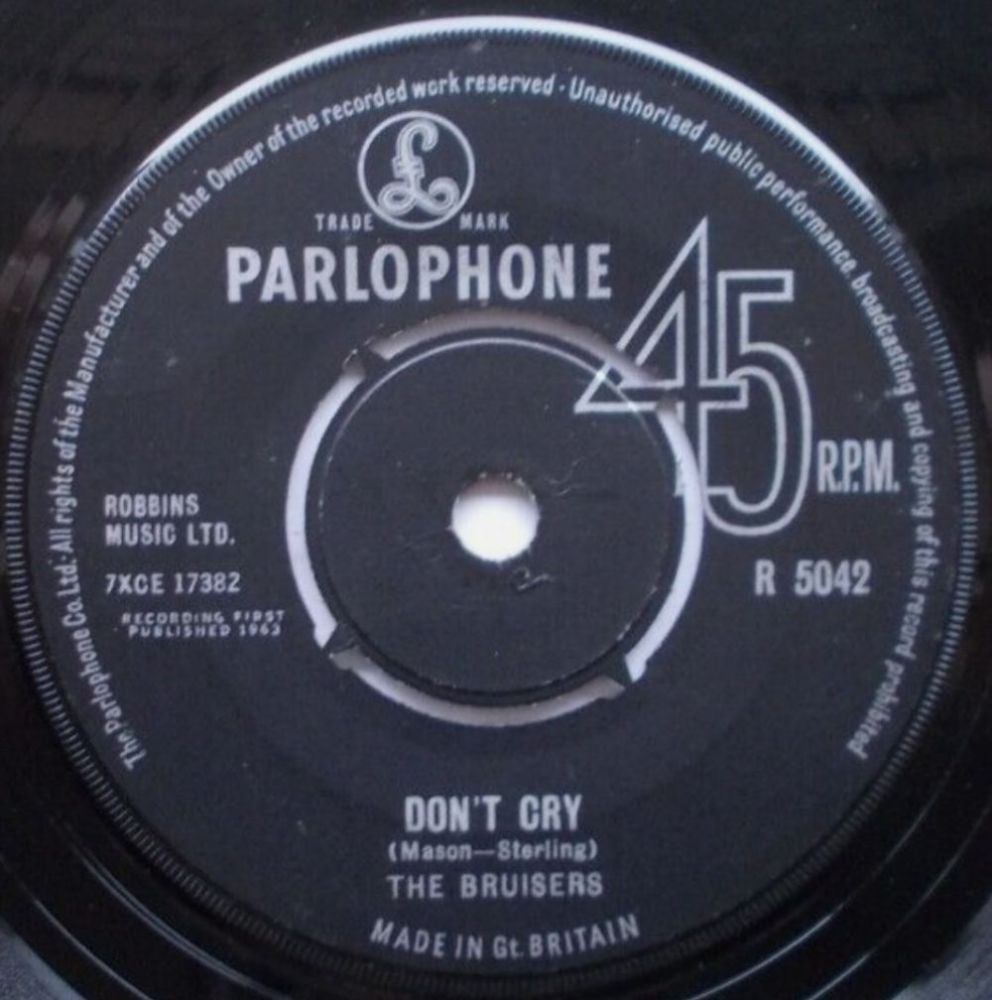 The Parlophone Co.Ltd. All rights of the Manufacturer and of the Owner of the recorded work reserved · Unauthorised public performance, broadcasting and copying of this record prohibited
£
TRADE MARK
PARLOPHONE
45
R.P.M.
ROBBINS
MUSIC LTD.
7XCE 17382
RECORDING FIRST
PUBLISHED 1963
R 5042
DON'T CRY
(Mason—Sterling)
THE BRUISERS
MADE IN Gt. BRITAIN